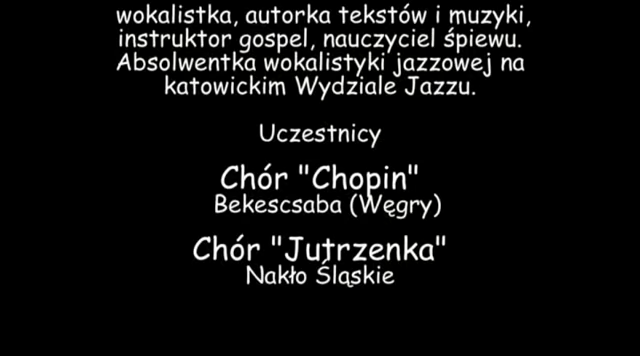 wokalistka, autorka tekstów i muzyki,
instruktor gospel, nauczyciel śpiewu.
Absolwentka wokalistyki jazzowej na
katowickim Wydziale Jazzu.
Uczestnicy
Chór "Chopin"
Bekescsaba (Węgry)
Chór "Jutrzenka"
Nakło Śląskie